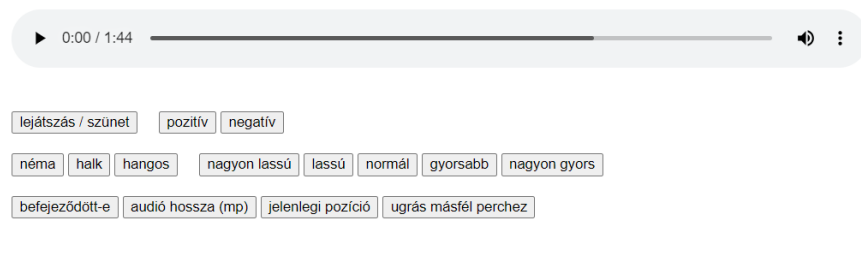 0:00 / 1:44
lejátszás / szünet pozitív negatív
néma halk hangos nagyon lassú lassú normál gyorsabb nagyon gyors
befejeződött-e audió hossza (mp) jelenlegi pozíció ugrás másfél perchez